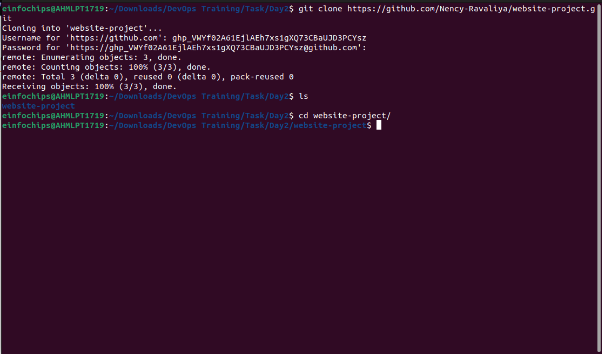 einfochips@AHMLPT1719:~/Downloads/DevOps Training/Task/Day2$ git clone https://github.com/Nency-Ravaliya/website-project.g
it
Cloning into 'website-project'...
Username for 'https://github.com':
Password for 'https://@github.com':
remote: Enumerating objects: 3, done.
remote: Counting objects: 100% (3/3), done.
remote: Total 3 (delta 0), reused 0 (delta 0), pack-reused 0
Receiving objects: 100% (3/3), done.
einfochips@AHMLPT1719:~/Downloads/DevOps Training/Task/Day2$ ls
website-project
einfochips@AHMLPT1719:~/Downloads/DevOps Training/Task/Day2$ cd website-project/
einfochips@AHMLPT1719:~/Downloads/DevOps Training/Task/Day2/website-project$